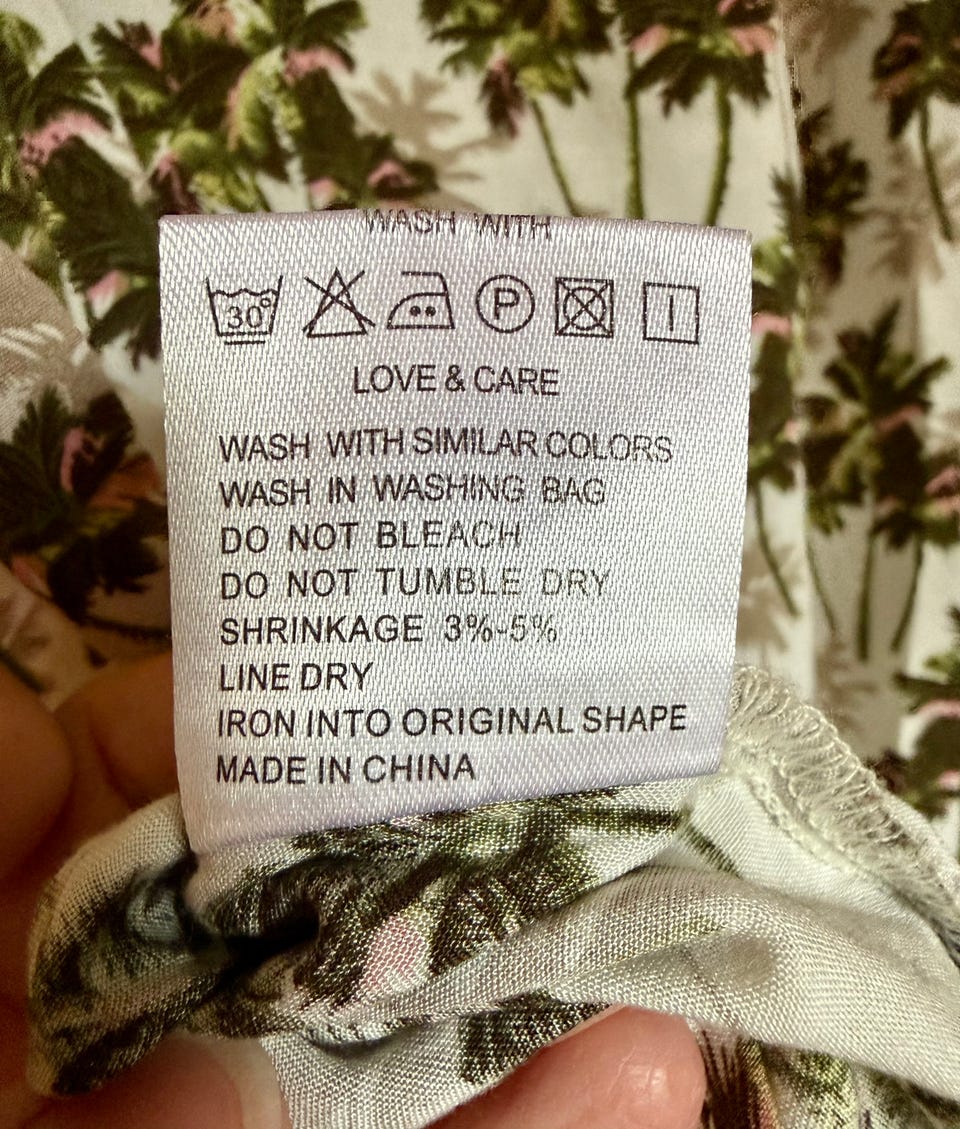 WASH WITH
30° P
LOVE & CARE
WASH WITH SIMILAR COLORS
WASH IN WASHING BAG
DO NOT BLEACH
DO NOT TUMBLE DRY
SHRINKAGE 3%-5%
LINE DRY
IRON INTO ORIGINAL SHAPE
MADE IN CHINA